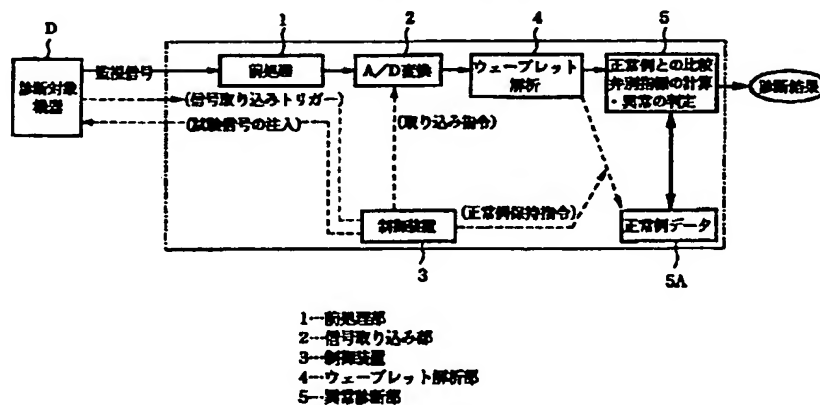 D
1
2
4
5
診断対象
機器
監視信号
前処理
A/D変換
ウェーブレット
解析
正常例との比較
弁別指標の計算
・異常の判定
診断結果
(信号取り込みトリガー)
(試験信号の注入)
(取り込み指令)
(正常例保持指令)
制御装置
正常例データ
3
5A
1…前処理部
2…信号取り込み部
3…制御装置
4…ウェーブレット解析部
5…異常診断部